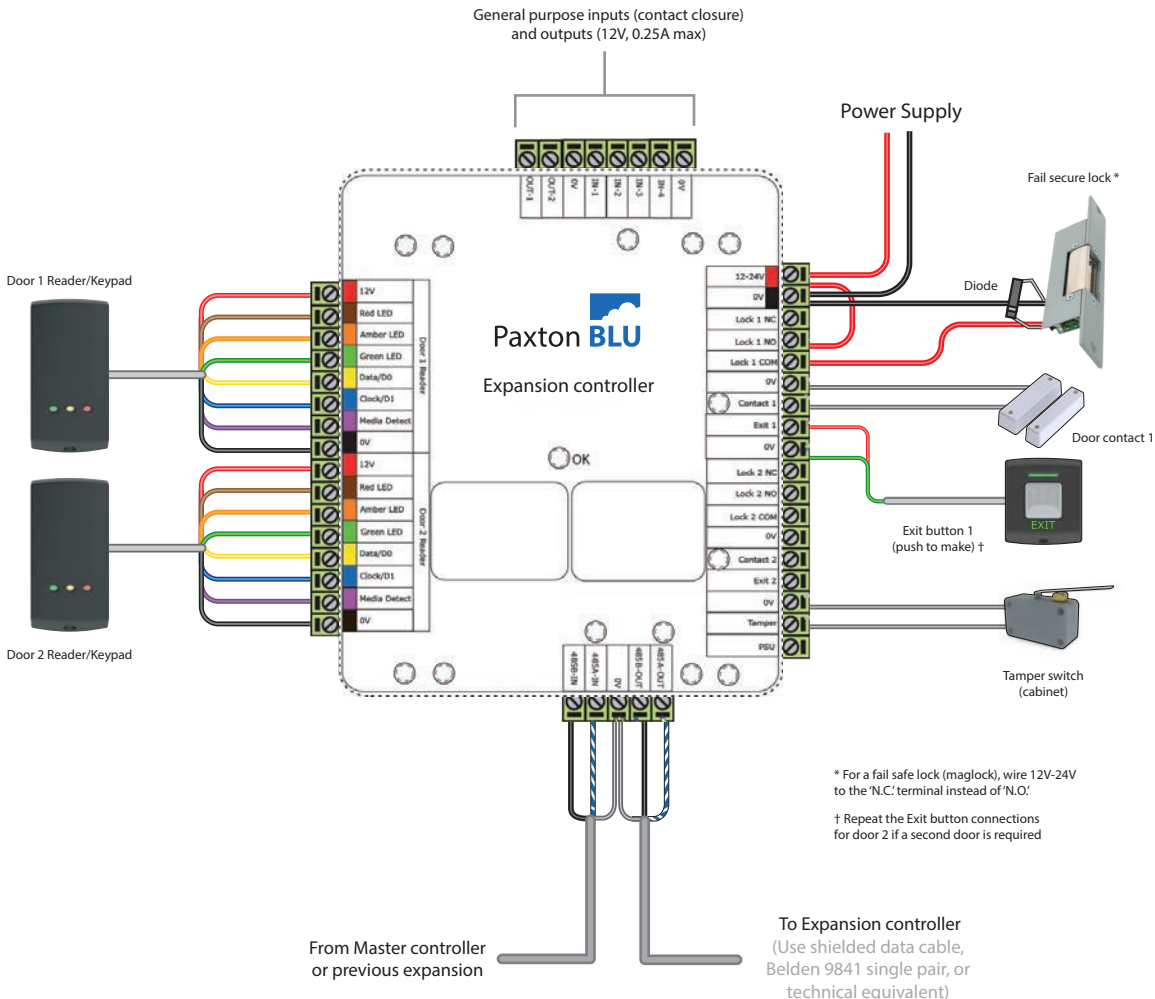 General purpose inputs (contact closure)
and outputs (12V, 0.25A max)
Power Supply
OUT-1
OUT-2
0V
IN-1
IN-2
IN-3
IN-4
0V
Fail secure lock *
Diode
Door 1 Reader/Keypad
12V
Red LED
Amber LED
Green LED
Data/D0
Clock/D1
Media Detect
0V
Door 1 Reader
12V
Red LED
Amber LED
Green LED
Data/D0
Clock/D1
Media Detect
0V
Door 2 Reader
Door 2 Reader/Keypad
Paxton BLU
Expansion controller
OK
12-24V
0V
Lock 1 NC
Lock 1 NO
Lock 1 COM
0V
Contact 1
Exit 1
0V
Lock 2 NC
Lock 2 NO
Lock 2 COM
0V
Contact 2
Exit 2
0V
Tamper
PSU
Door contact 1
EXIT
Exit button 1
(push to make) †
Tamper switch
(cabinet)
485B-IN
485A-IN
0V
485B-OUT
485A-OUT
* For a fail safe lock (maglock), wire 12V-24V
to the ‘N.C.’ terminal instead of ‘N.O.’
† Repeat the Exit button connections
for door 2 if a second door is required
From Master controller
or previous expansion
To Expansion controller
(Use shielded data cable,
Belden 9841 single pair, or
technical equivalent)